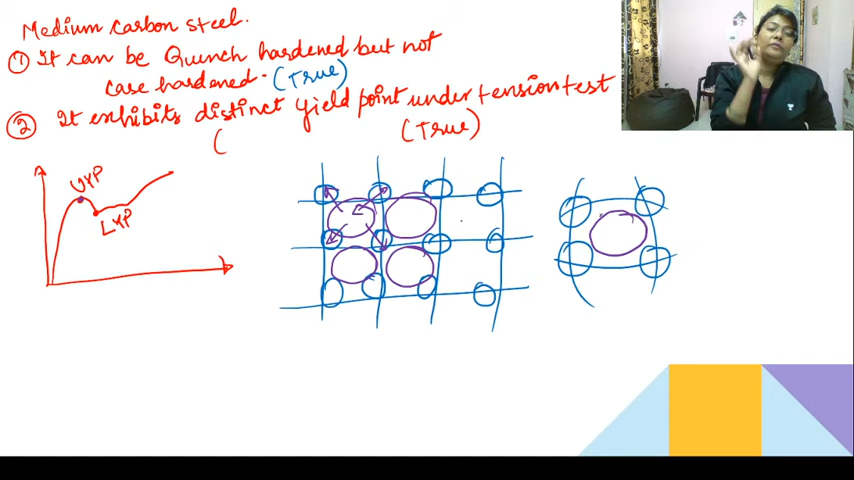 Medium carbon steel.
① It can be Qunch hardened but not
case hardened. (True)
② It exhibits distinct yield point under tension test
( (True)
UYP
LYP